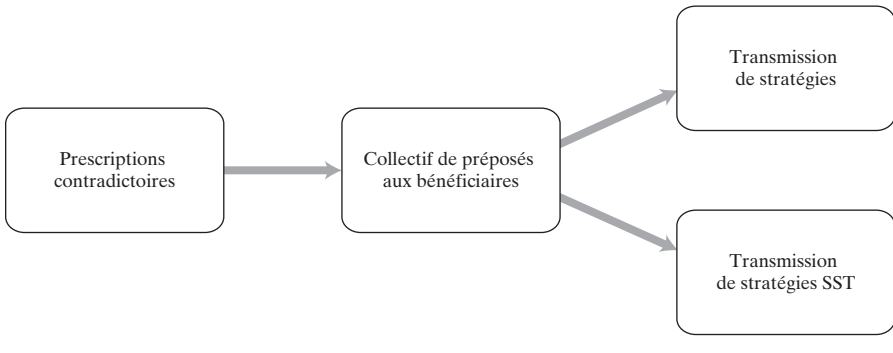 Prescriptions
contradictoires
Collectif de préposés
aux bénéficiaires
Transmission
de stratégies
Transmission
de stratégies SST